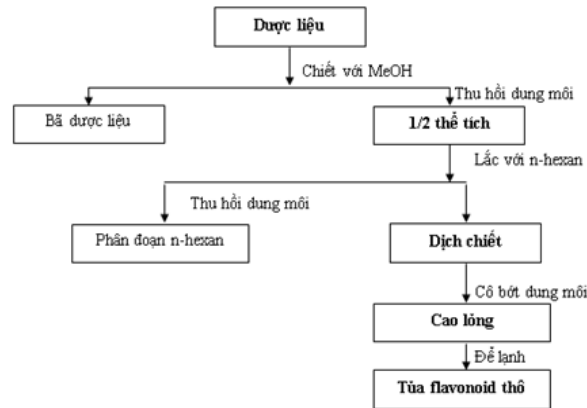 Dược liệu
Chiết với MeOH
Thu hồi dung môi
Bã dược liệu
1/2 thể tích
Lắc với n-hexan
Thu hồi dung môi
Phân đoạn n-hexan
Dịch chiết
Cô bớt dung môi
Cao lỏng
Để lạnh
Tủa flavonoid thô